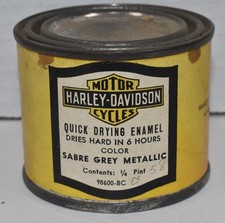 MOTOR
HARLEY-DAVIDSON
CYCLES
QUICK DRYING ENAMEL
DRIES HARD IN 6 HOURS
COLOR
SABRE GREY METALLIC
Contents: ¼ Pint
98600-BC